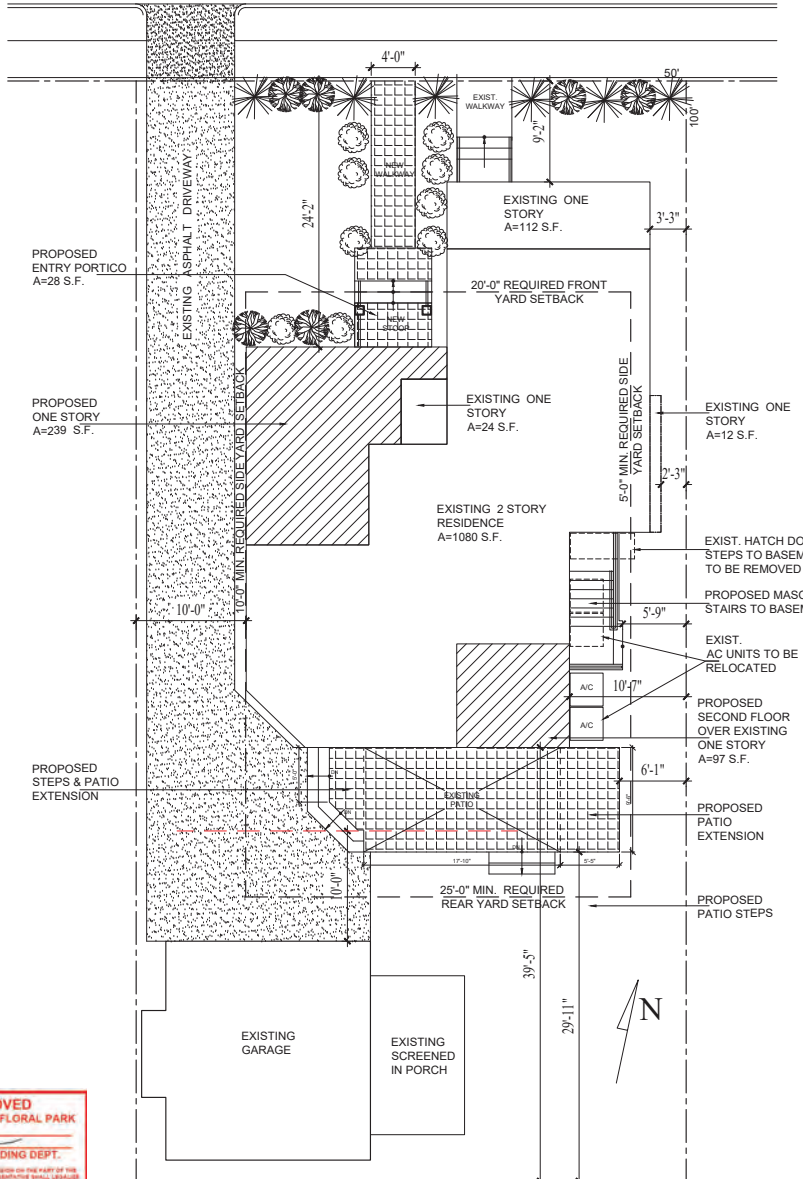 4'-0"
50'
100'
EXIST.
WALKWAY
9'-2"
EXISTING ASPHALT DRIVEWAY
NEW
WALKWAY
24'-2"
EXISTING ONE
STORY
A=112 S.F.
3'-3"
PROPOSED
ENTRY PORTICO
A=28 S.F.
20'-0" REQUIRED FRONT
YARD SETBACK
NEW
STOOP
PROPOSED
ONE STORY
A=239 S.F.
EXISTING ONE
STORY
A=24 S.F.
5'-0" MIN. REQUIRED SIDE
YARD SETBACK
EXISTING ONE
STORY
A=12 S.F.
2'-3"
10'-0" MIN. REQUIRED SIDE YARD SETBACK
EXISTING 2 STORY
RESIDENCE
A=1080 S.F.
EXIST. HATCH DO
STEPS TO BASEM
TO BE REMOVED
PROPOSED MASO
STAIRS TO BASEM
10'-0"
5'-9"
EXIST.
AC UNITS TO BE
RELOCATED
A/C
10'-7"
A/C
PROPOSED
SECOND FLOOR
OVER EXISTING
ONE STORY
A=97 S.F.
PROPOSED
STEPS & PATIO
EXTENSION
6'-1"
EXISTING
PATIO
PROPOSED
PATIO
EXTENSION
17'-10"
5'-5"
10'-0"
25'-0" MIN. REQUIRED
REAR YARD SETBACK
PROPOSED
PATIO STEPS
39'-5"
29'-11"
N
EXISTING
GARAGE
EXISTING
SCREENED
IN PORCH
OVED
FLORAL PARK
DING DEPT.